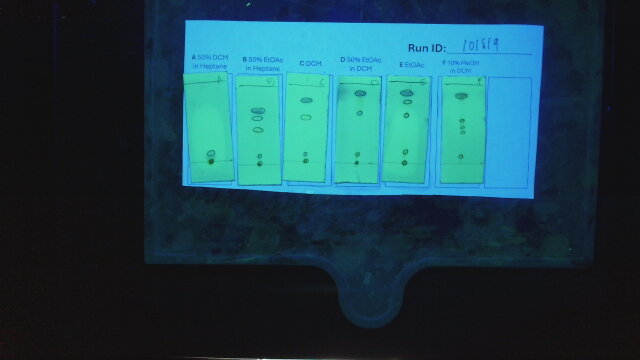 Run ID: 101819
A 50% DCM
in Heptane
B 50% EtOAc
in Heptane
C DCM
D 50% EtOAc
in DCM
E EtOAc
F 10% MeOH
in DCM